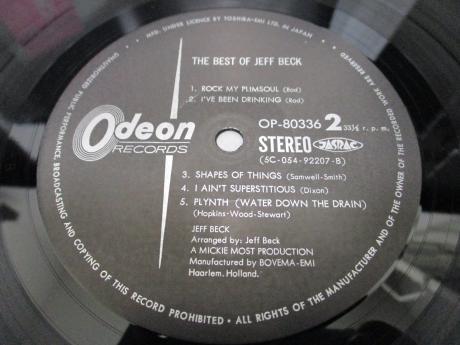 MFD. UNDER LICENCE BY TOSHIBA-EMI LTD. IN JAPAN
UNAUTHORIZED PUBLIC PERFORMANCE, BROADCASTING AND COPYING OF THIS RECORD PROHIBITED • ALL RIGHTS OF THE MANUFACTURER AND OF THE OWNER OF THE RECORDED WORK ARE RESERVED
THE BEST OF JEFF BECK
1. ROCK MY PLIMSOUL (Rod)
2. I'VE BEEN DRINKING (Rod)
Odeon
RECORDS
OP-80336 2 33⅓ r. p. m.
STEREO JASRAC
(5C-054-92207-B)
3. SHAPES OF THINGS (Samwell-Smith)
4. I AIN'T SUPERSTITIOUS (Dixon)
5. PLYNTH (WATER DOWN THE DRAIN)
(Hopkins-Wood-Stewart)
JEFF BECK
Arranged by: Jeff Beck
A MICKIE MOST PRODUCTION
Manufactured by BOVEMA-EMI
Haarlem. Holland.